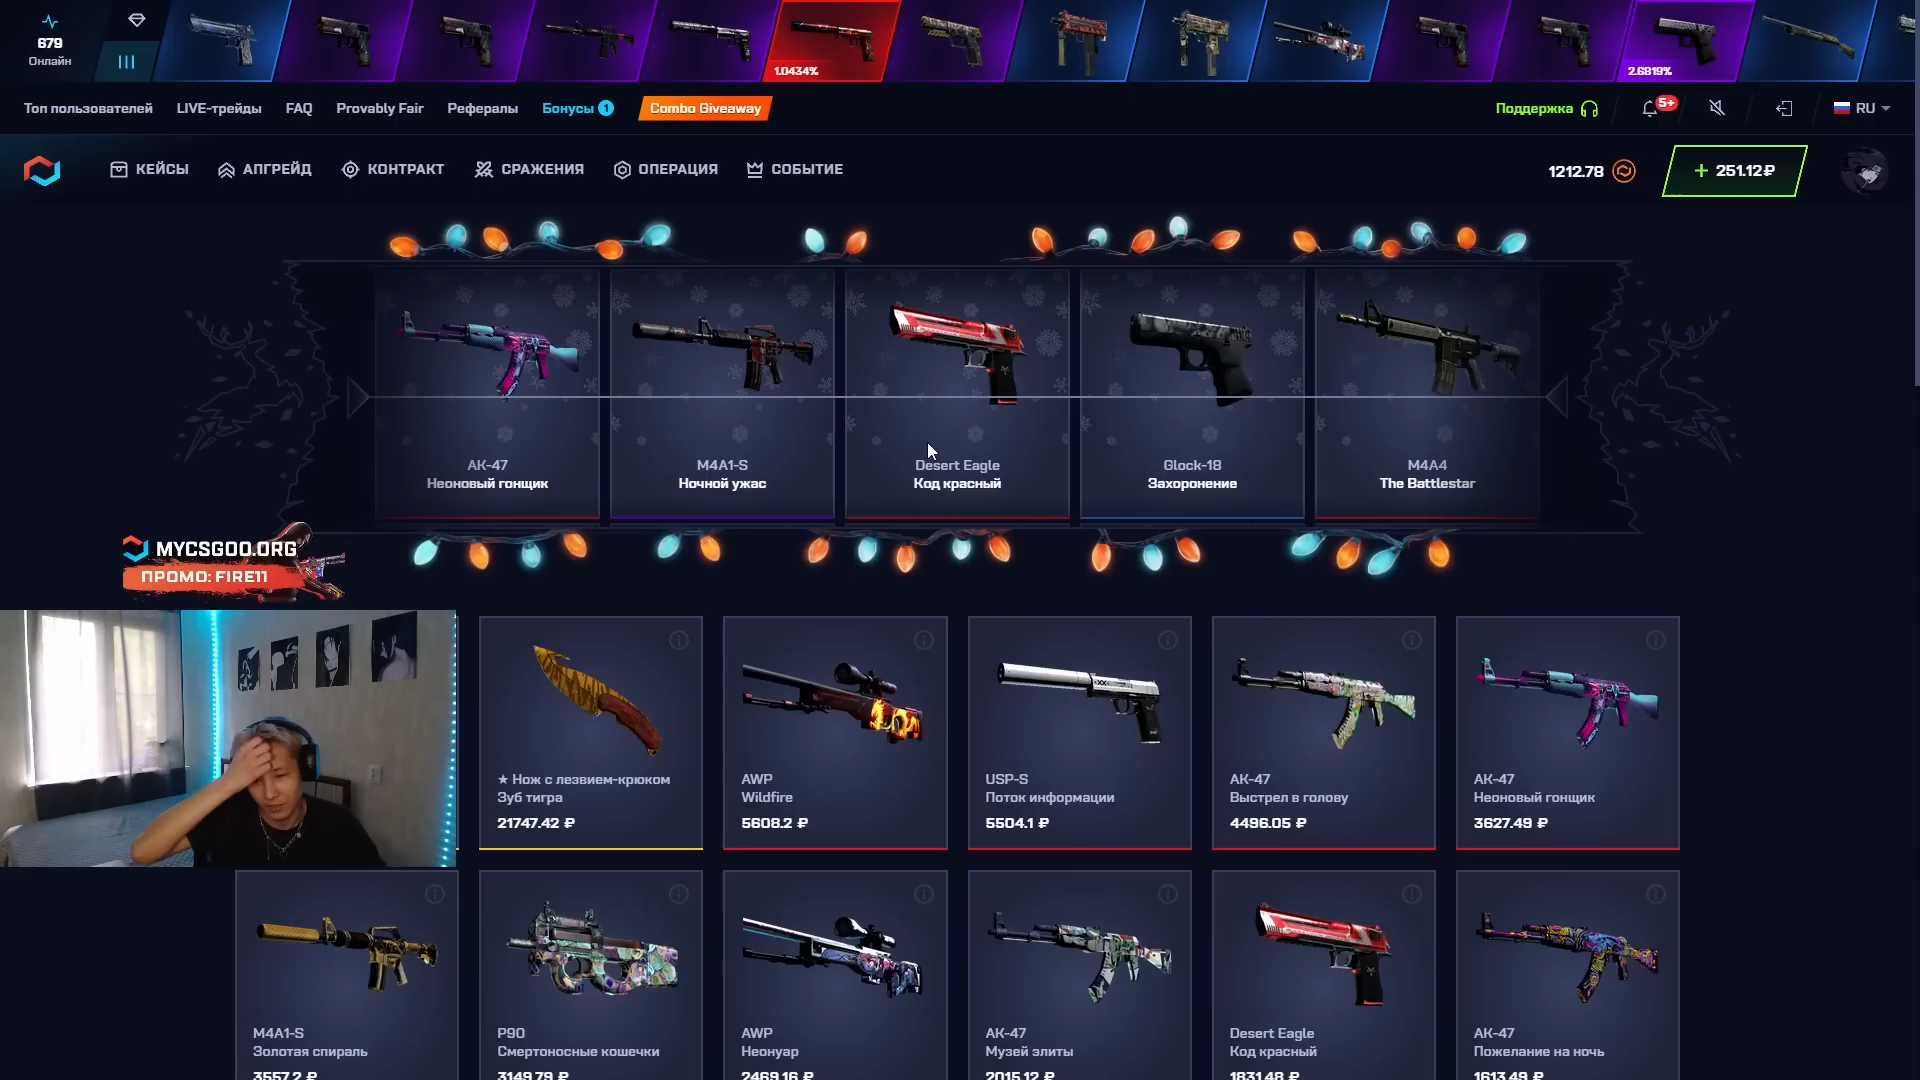 679
Онлайн
1.0434%
2.6819%
Топ пользователей
LIVE-трейды
FAQ
Provably Fair
Рефералы
Бонусы 1
Combo Giveaway
Поддержка
5+
RU
КЕЙСЫ
АПГРЕЙД
КОНТРАКТ
СРАЖЕНИЯ
ОПЕРАЦИЯ
СОБЫТИЕ
1212.78
+ 251.12 ₽
AK-47
Неоновый гонщик
M4A1-S
Ночной ужас
Desert Eagle
Код красный
Glock-18
Захоронение
M4A4
The Battlestar
MYCSGOO.ORG
ПРОМО: FIRE11
★ Нож с лезвием-крюком
Зуб тигра
21747.42 ₽
AWP
Wildfire
5608.2 ₽
USP-S
Поток информации
5504.1 ₽
AK-47
Выстрел в голову
4496.05 ₽
AK-47
Неоновый гонщик
3627.49 ₽
M4A1-S
Золотая спираль
3557.2 ₽
P90
Смертоносные кошечки
3149.79 ₽
AWP
Неонуар
2469.16 ₽
AK-47
Музей элиты
2015.12 ₽
Desert Eagle
Код красный
1831.48 ₽
AK-47
Пожелание на ночь
1613.49 ₽